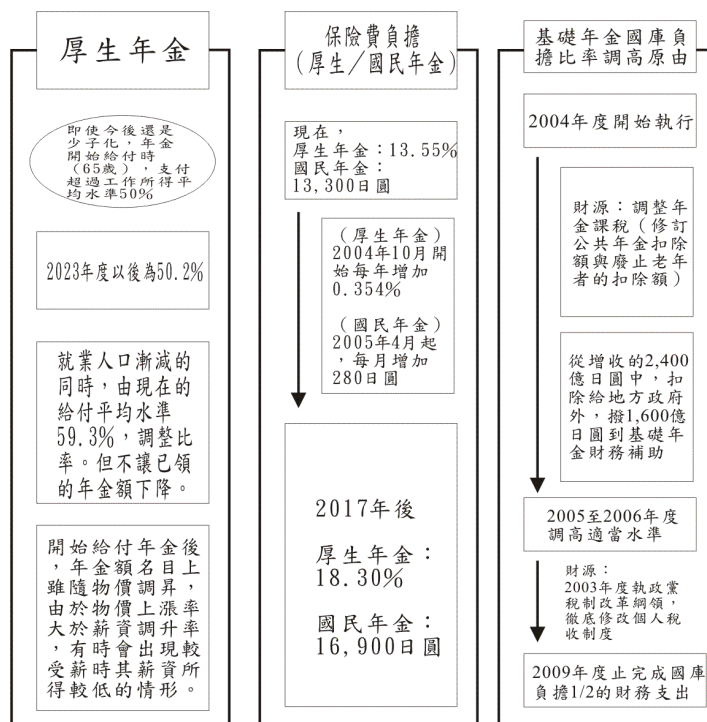 厚生年金
即使今後還是
少子化，年金
開始給付時
（65歲），支付
超過工作所得平
均水準50%
2023年度以後為50.2%
就業人口漸減的
同時，由現在的
給付平均水準
59.3%，調整比
率。但不讓已領
的年金額下降。
開始給付年金後
，年金額名目上
雖隨物價調昇，
由於物價上漲率
大於薪資調升率
，有時會出現較
受薪時其薪資所
得較低的情形。
保險費負擔
（厚生／國民年金）
現在，
厚生年金：13.55%
國民年金：
13,300日圓
（厚生年金）
2004年10月開
始每年增加
0.354%
（國民年金）
2005年4月起
，每月增加
280日圓
2017年後
厚生年金：
18.30%
國民年金：
16,900日圓
基礎年金國庫負
擔比率調高原由
2004年度開始執行
財源：調整年
金課稅（修訂
公共年金扣除
額與廢止老年
者的扣除額）
從增收的2,400
億日圓中，扣
除給地方政府
外，撥1,600億
日圓到基礎年
金財務補助
2005至2006年度
調高適當水準
財源：
2003年度執政黨
稅制改革綱領，
徹底修改個人稅
收制度
2009年度止完成國庫
負擔1/2的財務支出